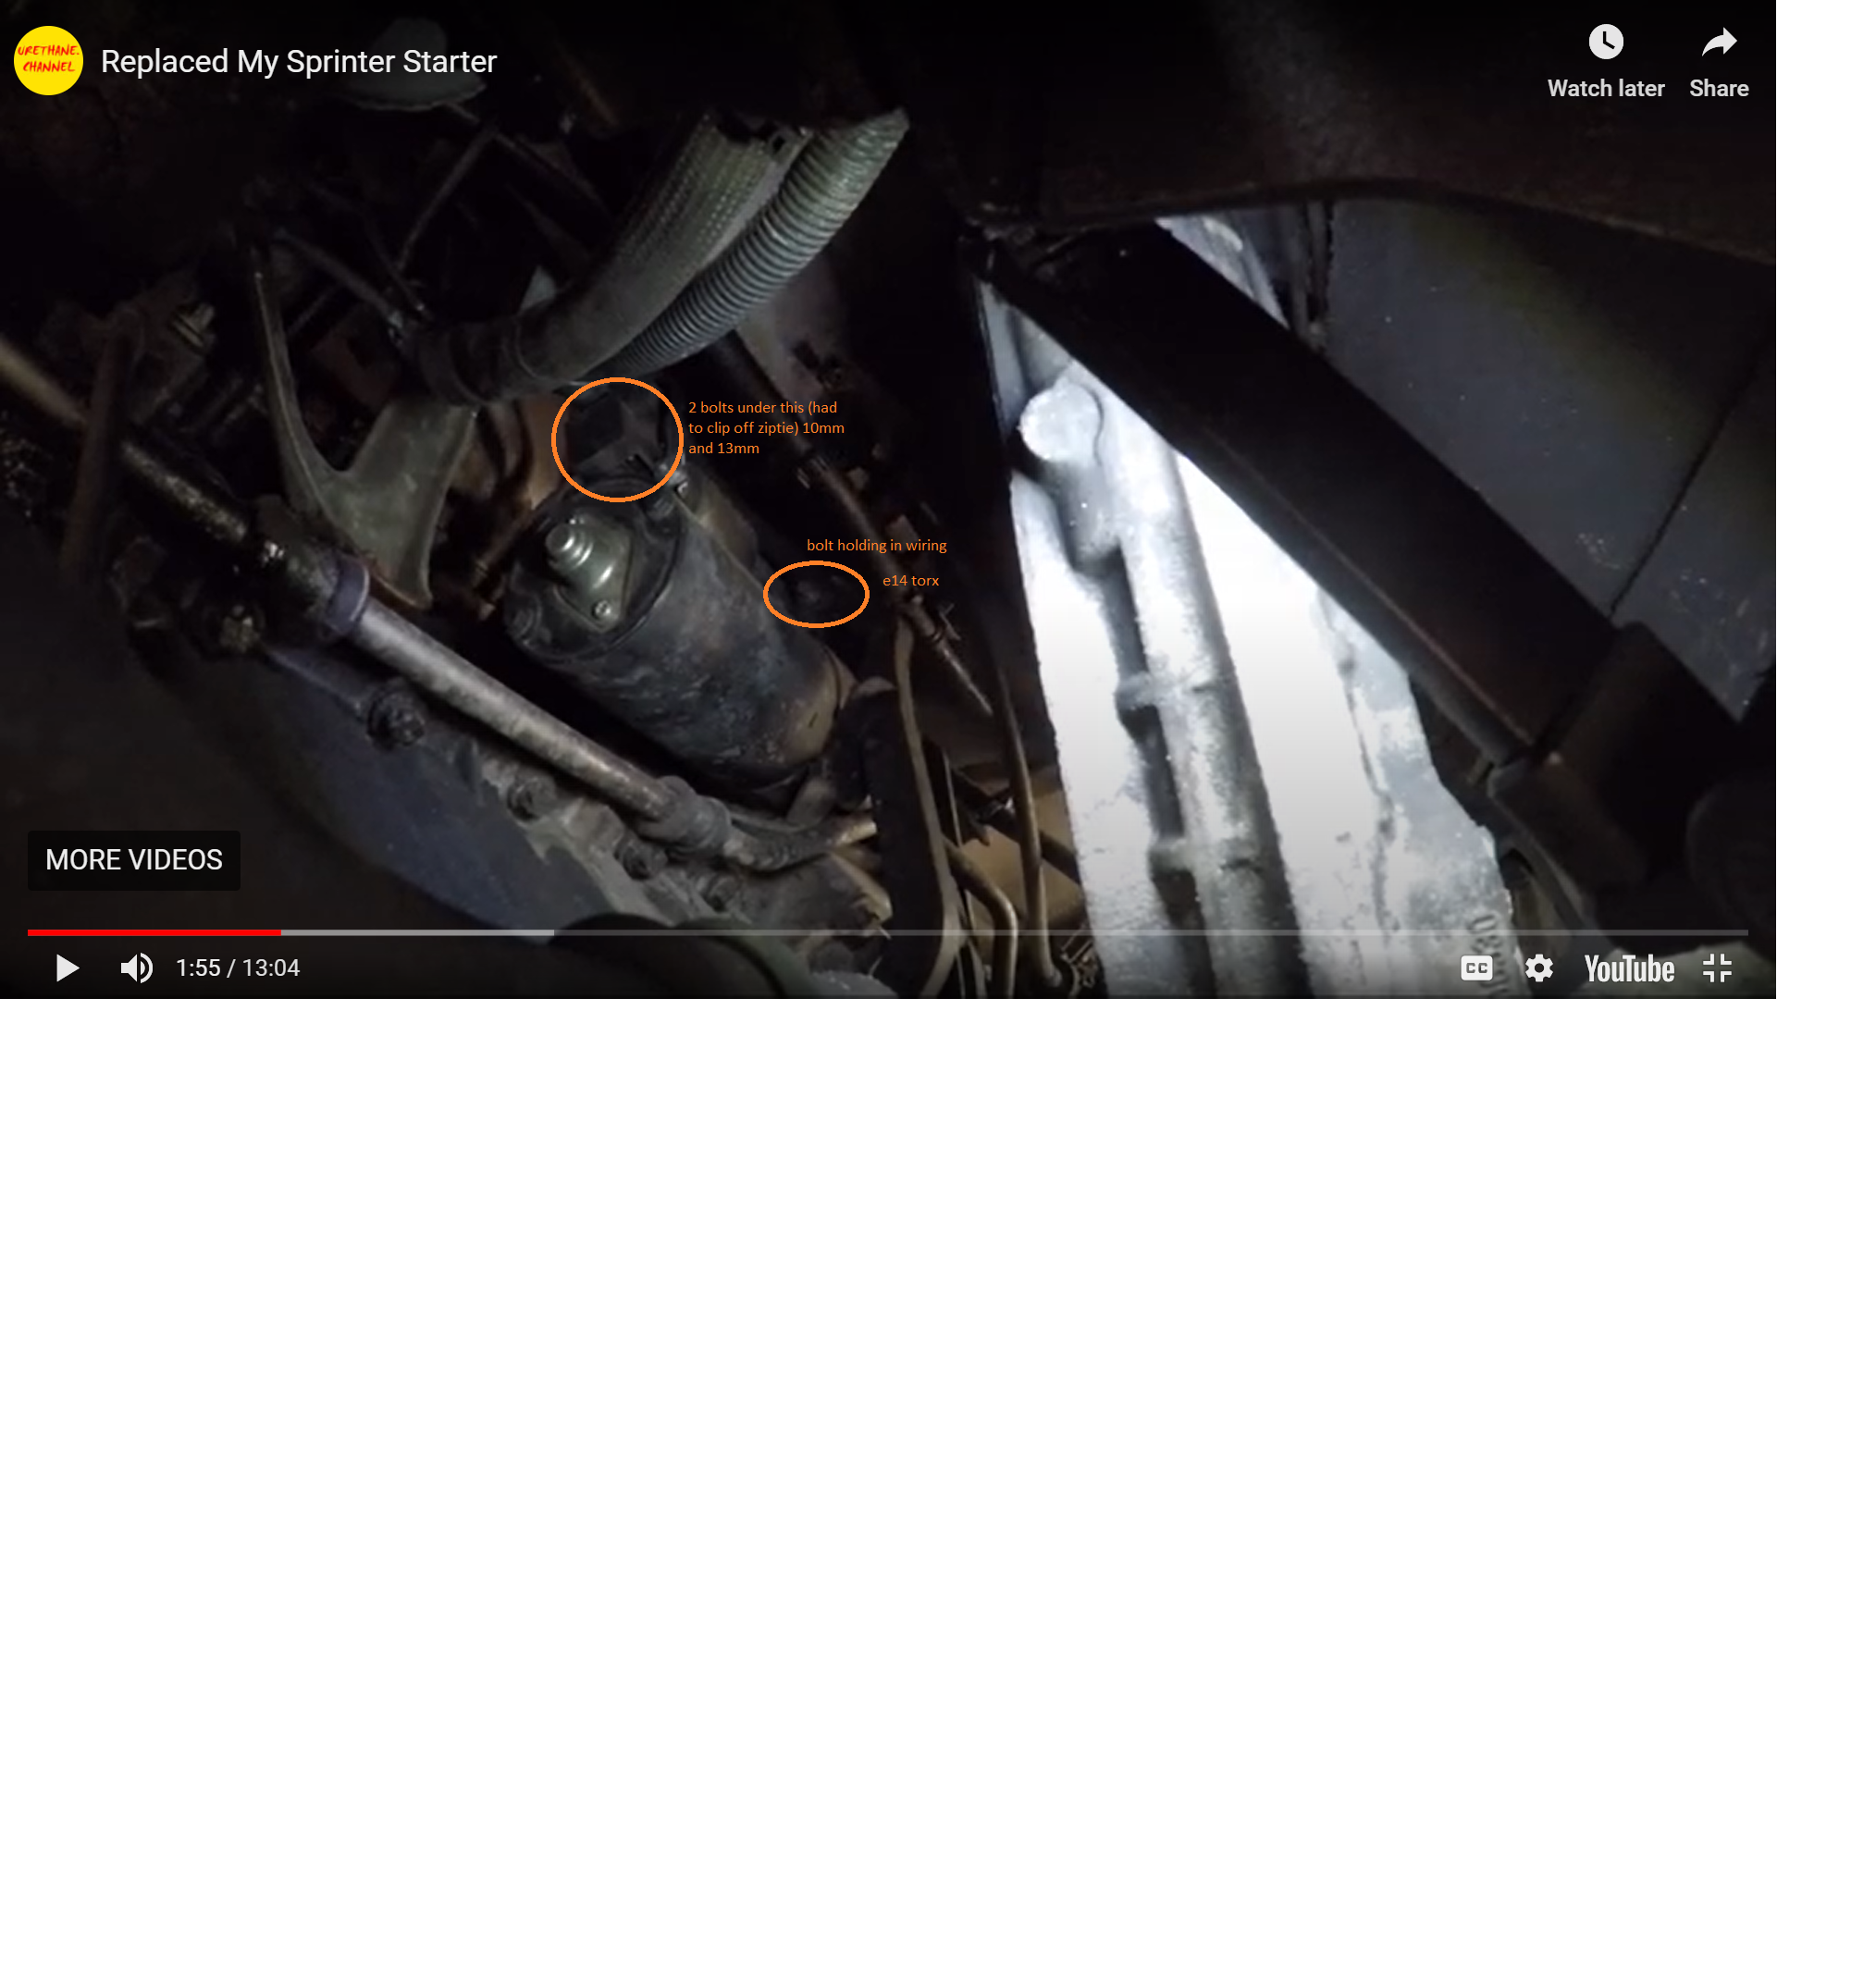 URETHANE.
CHANNEL
Replaced My Sprinter Starter
Watch later
Share
2 bolts under this (had
to clip off ziptie) 10mm
and 13mm
bolt holding in wiring
e14 torx
MORE VIDEOS
1:55 / 13:04
CC
YouTube